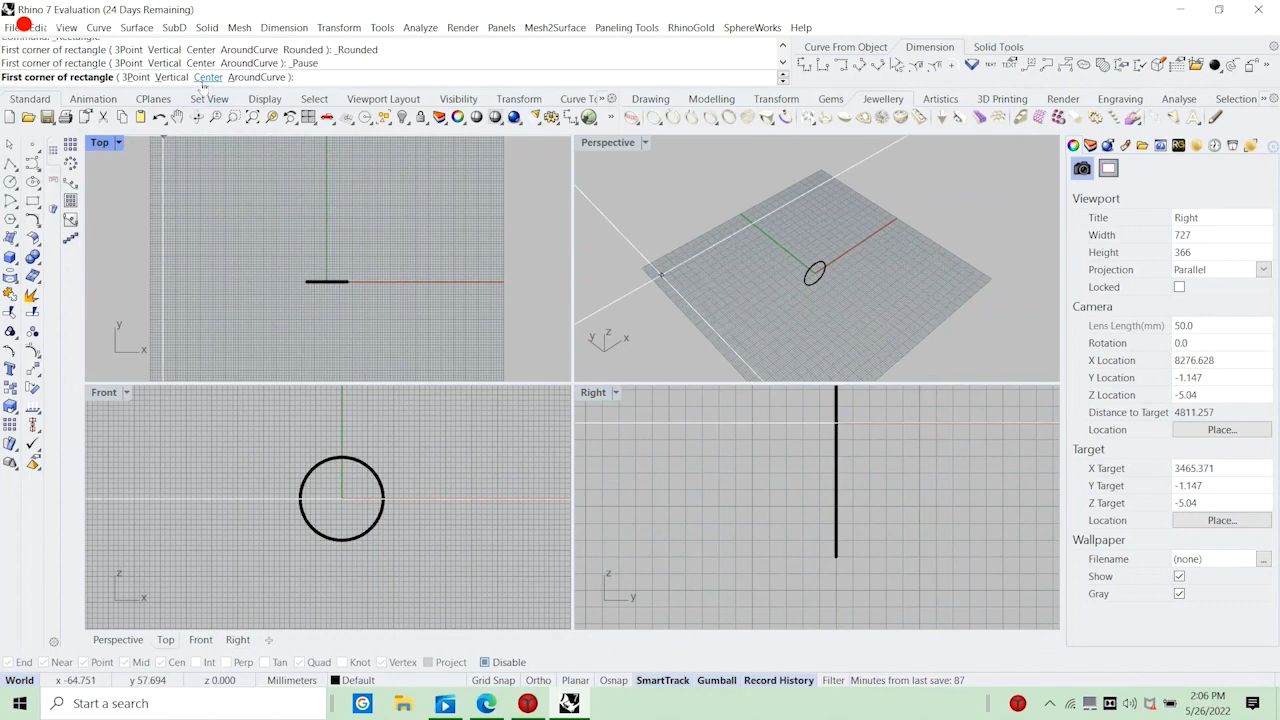 Rhino 7 Evaluation (24 Days Remaining)
File Edit View Curve Surface SubD Solid Mesh Dimension Transform Tools Analyze Render Panels Mesh2Surface Paneling Tools RhinoGold SphereWorks Help
First corner of rectangle ( 3Point Vertical Center AroundCurve Rounded ): _Rounded
First corner of rectangle ( 3Point Vertical Center AroundCurve ): _Pause
First corner of rectangle ( 3Point Vertical Center AroundCurve ):
Curve From Object Dimension Solid Tools
Standard Animation CPlanes Set View Display Select Viewport Layout Visibility Transform Curve To
Drawing Modelling Transform Gems Jewellery Artistics 3D Printing Render Engraving Analyse Selection
Top
Perspective
y
x
y z x
Front
Right
z
x
z
y
Viewport
Title Right
Width 727
Height 366
Projection Parallel
Locked
Camera
Lens Length(mm) 50.0
Rotation 0.0
X Location 8276.628
Y Location -1.147
Z Location -5.04
Distance to Target 4811.257
Location Place...
Target
X Target 3465.371
Y Target -1.147
Z Target -5.04
Location Place...
Wallpaper
Filename (none) ...
Show
Gray
Perspective Top Front Right
End Near Point Mid Cen Int Perp Tan Quad Knot Vertex Project Disable
World x -64.751 y 57.694 z 0.000 Millimeters Default Grid Snap Ortho Planar Osnap SmartTrack Gumball Record History Filter Minutes from last save: 87
Start a search
2:06 PM
5/26/2022